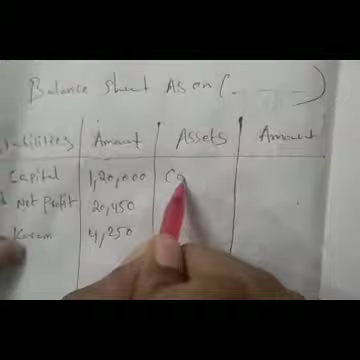 Balance Sheet As on (. _ _ _)
Liabilities Amount Assets Amount
Capital 1,20,000 Ca
Net Profit 20,450
Karam 4,250